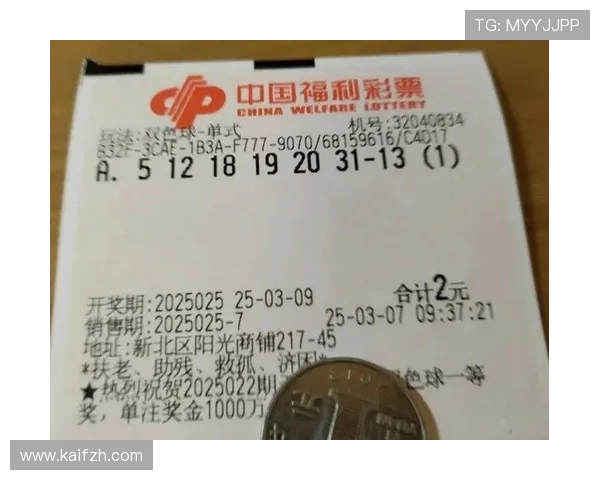 TG: MYYJJPP
中国福利彩票
CHINA WELFARE LOTTERY
玩法:双色球-单式 机号:32040834
B32F-3CAE-1B3A-F777-9070/68159616/C4D17
A. 5 12 18 19 20 31-13 (1)
开奖期:2025025 25-03-09 合计2元
销售期:2025025-7 25-03-07 09:37:21
地址:新北区阳光商铺217-45
*扶老、助残、救孤、济困*
★热烈祝贺2025022期 色球一等
奖,单注奖金1000万
www.kaifzh.com